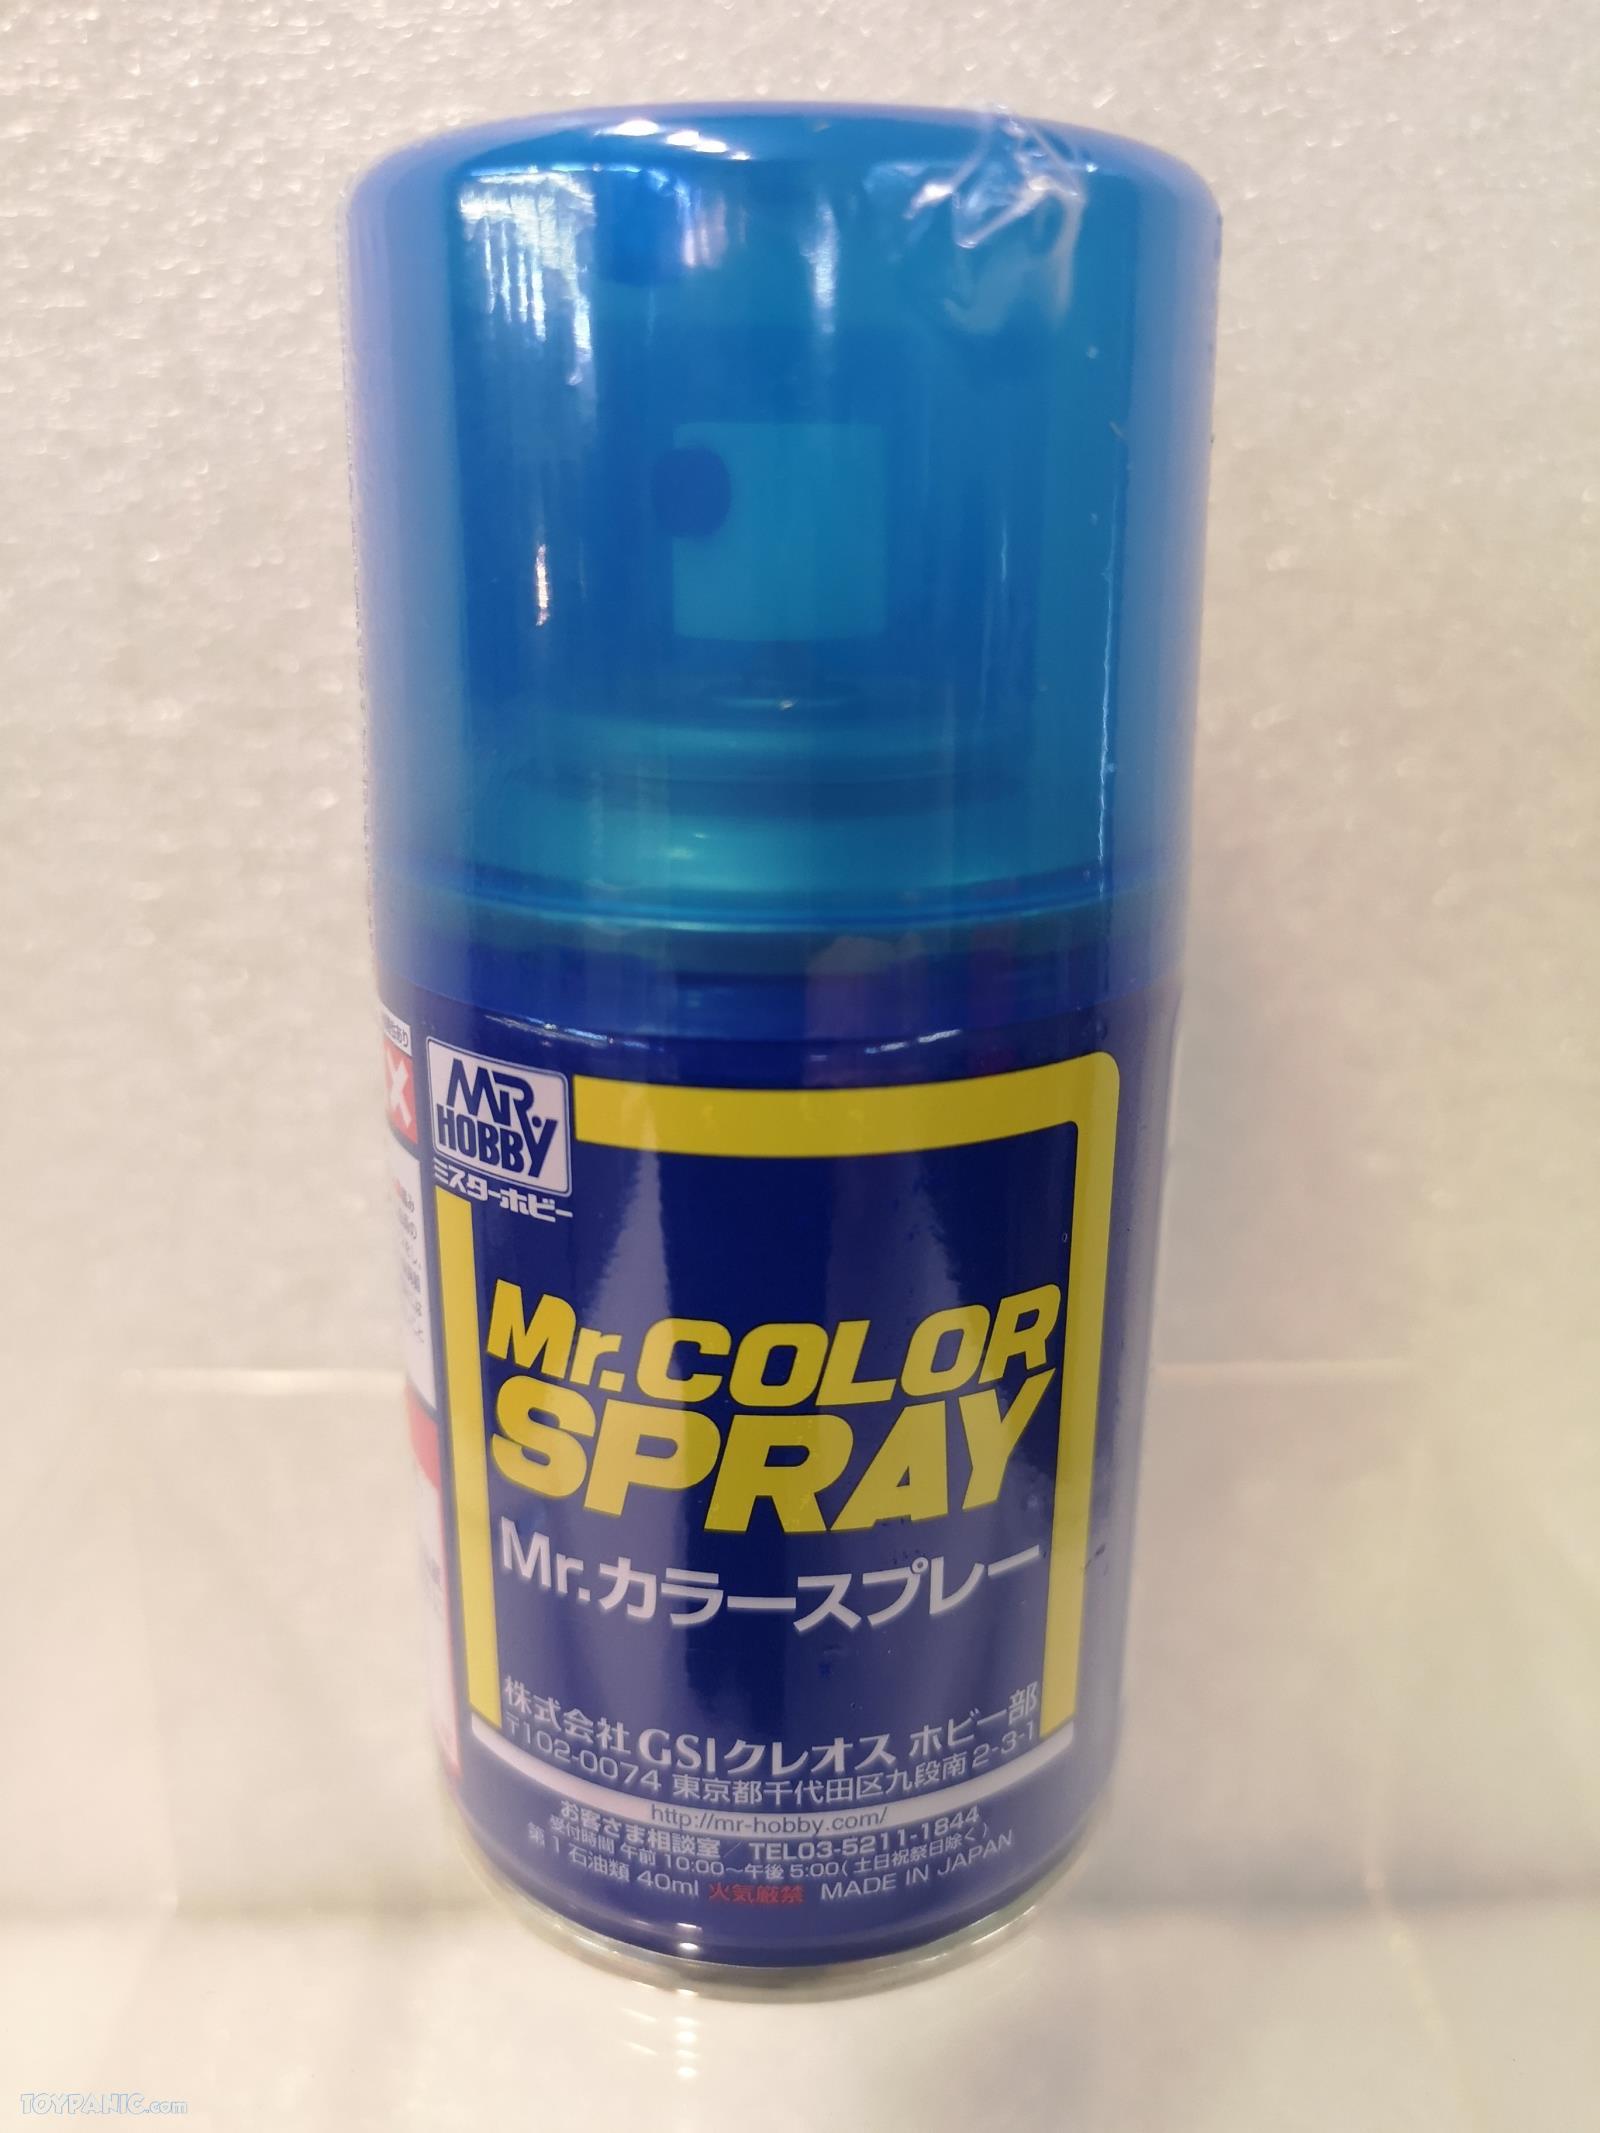 MR.
HOBBY
ミスターホビー
Mr.COLOR
SPRAY
Mr.カラースプレー
株式会社 GSIクレオス ホビー部
〒102-0074 東京都千代田区九段南2-3-1
http://mr-hobby.com/
お客さま相談室／TEL03-5211-1844
受付時間 午前 10:00～午後 5:00(土日祝祭日除く)
第1石油類 40ml 火気厳禁 MADE IN JAPAN
TOYPANIC.com